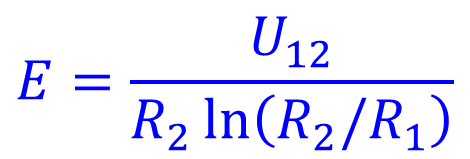 E = U₁₂ / (R₂ ln(R₂/R₁))